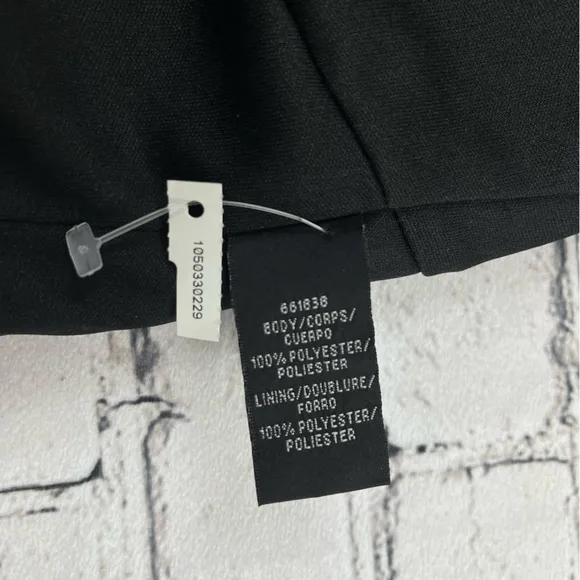 1050330229
661838
BODY/CORPS/
CUERPO
100% POLYESTER/
POLIESTER
LINING/DOUBLURE/
FORRO
100% POLYESTER/
POLIESTER